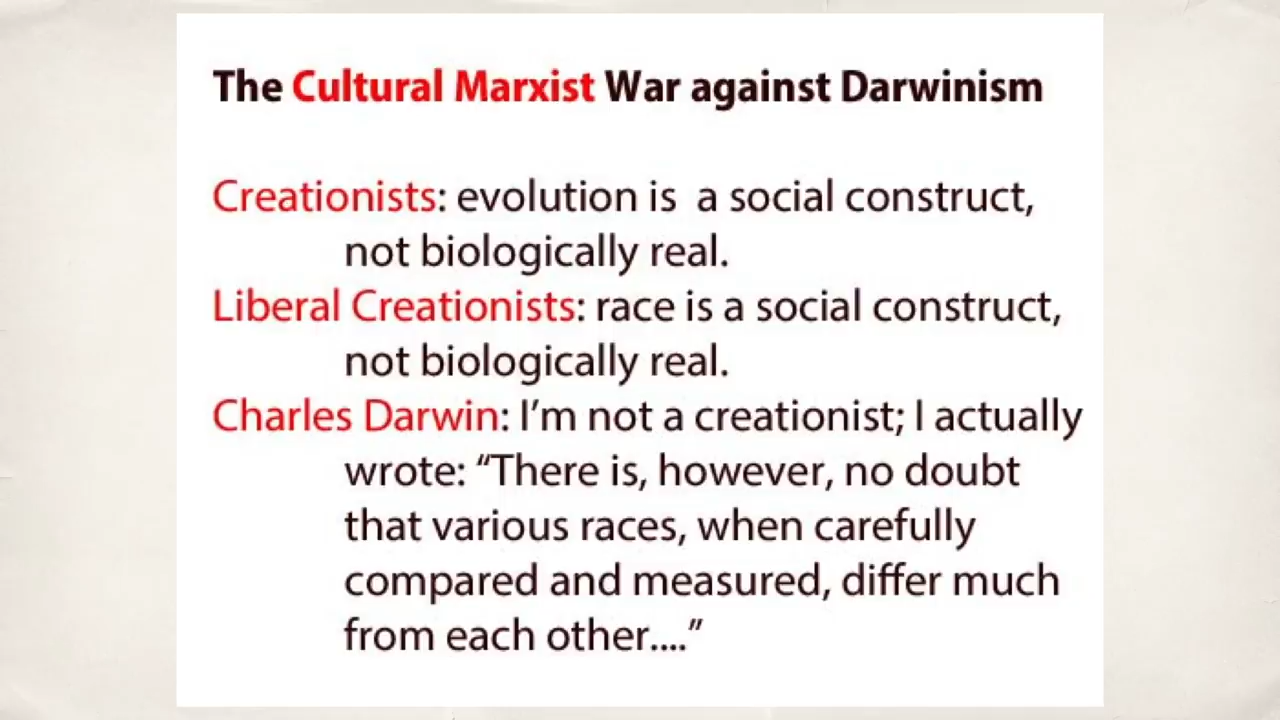 The Cultural Marxist War against Darwinism
Creationists: evolution is a social construct,
not biologically real.
Liberal Creationists: race is a social construct,
not biologically real.
Charles Darwin: I’m not a creationist; I actually
wrote: “There is, however, no doubt
that various races, when carefully
compared and measured, differ much
from each other....”